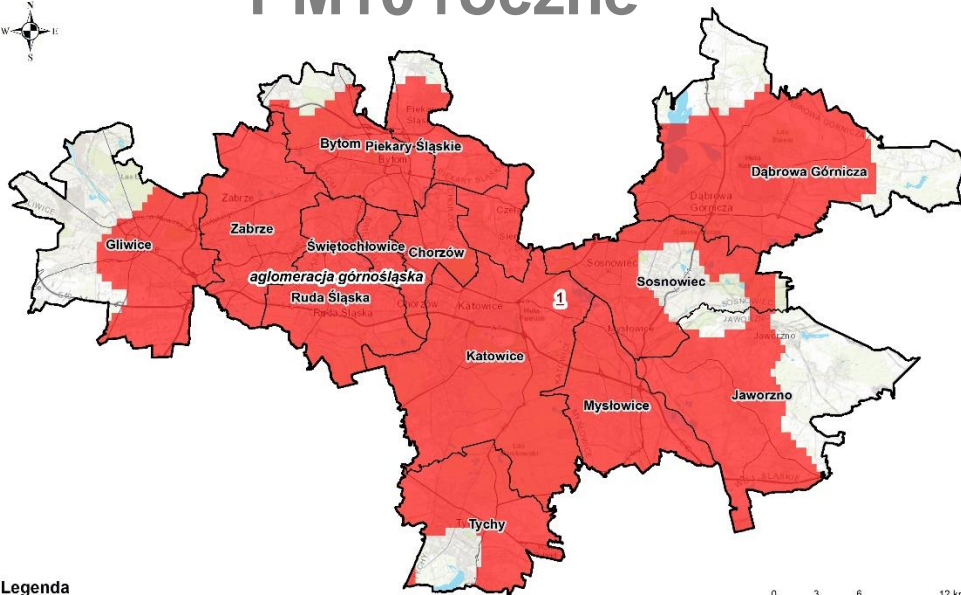 PM10 roczne
N
W E
S
Bytom
Piekary Śląskie
Dąbrowa Górnicza
Gliwice
Zabrze
Świętochłowice
Chorzów
aglomeracja górnośląska
Ruda Śląska
Sosnowiec
1
Katowice
Mysłowice
Jaworzno
Tychy
Legenda
0 3 6 12 km